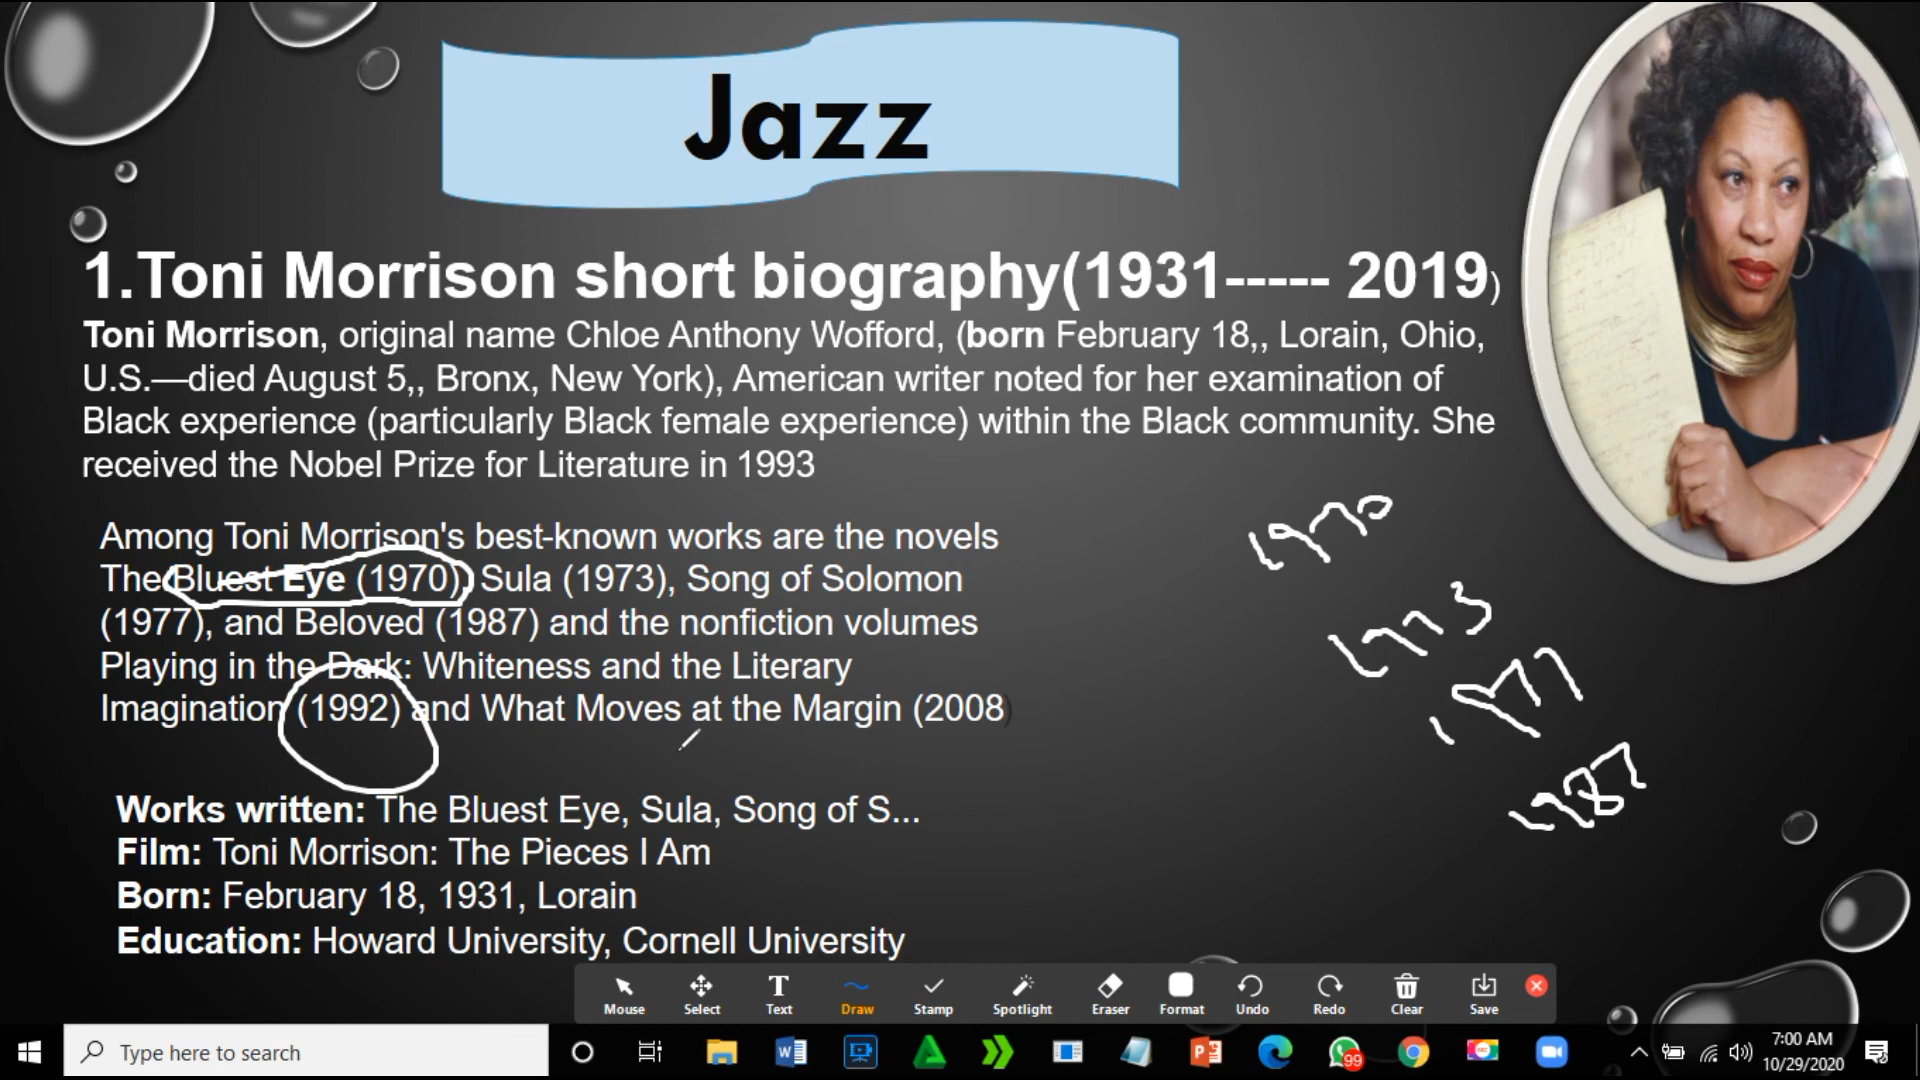 Jazz
1.Toni Morrison short biography(1931----- 2019)
Toni Morrison, original name Chloe Anthony Wofford, (born February 18,, Lorain, Ohio,
U.S.—died August 5,, Bronx, New York), American writer noted for her examination of
Black experience (particularly Black female experience) within the Black community. She
received the Nobel Prize for Literature in 1993
1970
Among Toni Morrison's best-known works are the novels
The Bluest Eye (1970), Sula (1973), Song of Solomon
1973
(1977), and Beloved (1987) and the nonfiction volumes
Playing in the Dark: Whiteness and the Literary
1977
Imagination (1992) and What Moves at the Margin (2008)
1987
Works written: The Bluest Eye, Sula, Song of S...
Film: Toni Morrison: The Pieces I Am
Born: February 18, 1931, Lorain
Education: Howard University, Cornell University
Mouse Select Text Draw Stamp Spotlight Eraser Format Undo Redo Clear Save
Type here to search
99
7:00 AM
10/29/2020